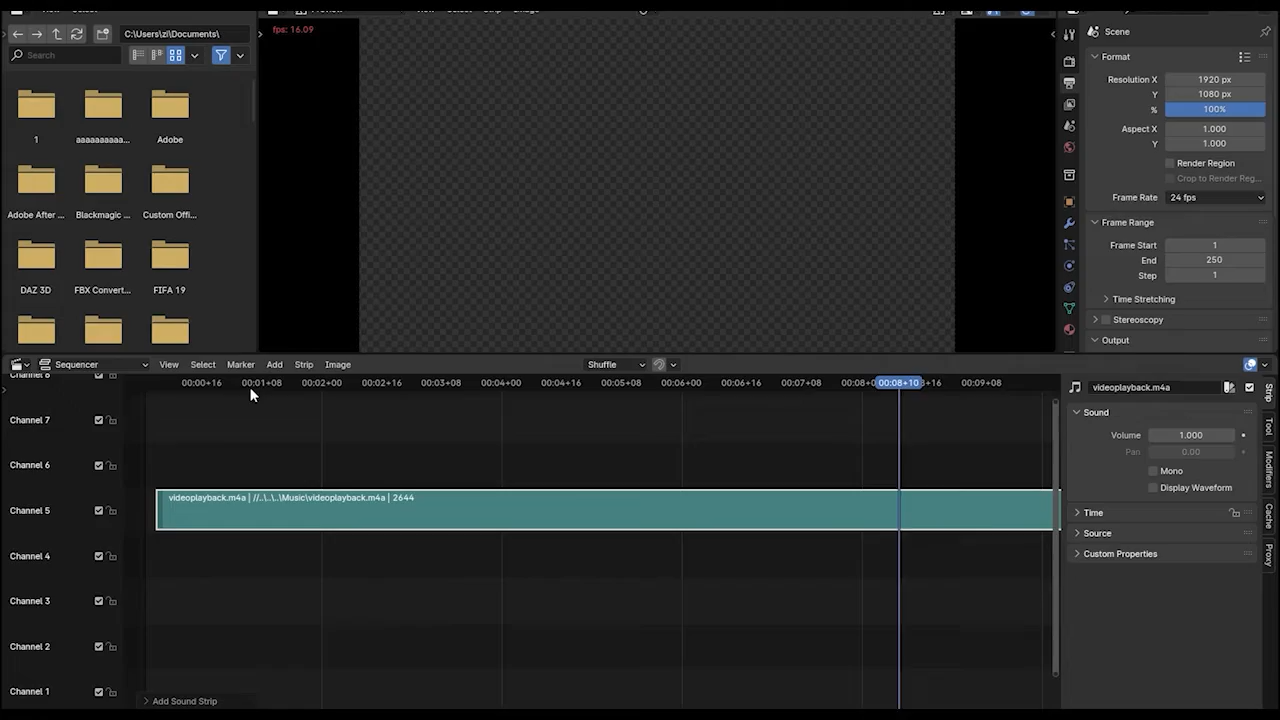 C:\Users\zi\Documents\
Search
1
aaaaaaaaaa...
Adobe
Adobe After ...
Blackmagic ...
Custom Offi...
DAZ 3D
FBX Convert...
FIFA 19
fps: 16.09
Scene
Format
Resolution X 1920 px
Y 1080 px
% 100%
Aspect X 1.000
Y 1.000
Render Region
Crop to Render Reg...
Frame Rate 24 fps
Frame Range
Frame Start 1
End 250
Step 1
Time Stretching
Stereoscopy
Output
Sequencer View Select Marker Add Strip Image Shuffle
00:00+16 00:01+08 00:02+00 00:02+16 00:03+08 00:04+00 00:04+16 00:05+08 00:06+00 00:06+16 00:07+08 00:08+10 00:09+08
Channel 7
Channel 6
Channel 5
videoplayback.m4a | //..\..\..\Music\videoplayback.m4a | 2644
Channel 4
Channel 3
Channel 2
Channel 1
Add Sound Strip
videoplayback.m4a
Sound
Volume 1.000
Pan 0.00
Mono
Display Waveform
Time
Source
Custom Properties
Strip
Tool
Modifiers
Cache
Proxy